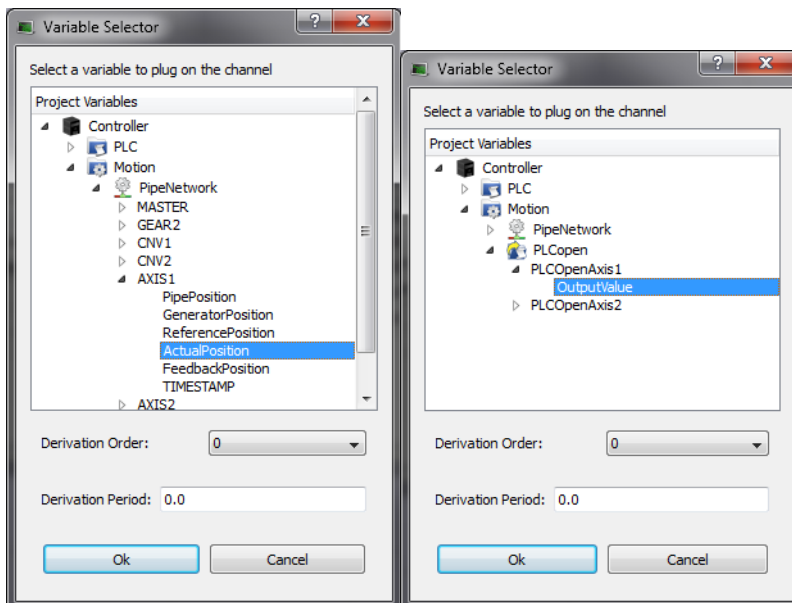 Variable Selector
?
X
Select a variable to plug on the channel
Project Variables
Controller
PLC
Motion
PipeNetwork
MASTER
GEAR2
CNV1
CNV2
AXIS1
PipePosition
GeneratorPosition
ReferencePosition
ActualPosition
FeedbackPosition
TIMESTAMP
AXIS2
Derivation Order: 0
Derivation Period: 0.0
Ok Cancel
Variable Selector
?
X
Select a variable to plug on the channel
Project Variables
Controller
PLC
Motion
PipeNetwork
PLCopen
PLCOpenAxis1
OutputValue
PLCOpenAxis2
Derivation Order: 0
Derivation Period: 0.0
Ok Cancel